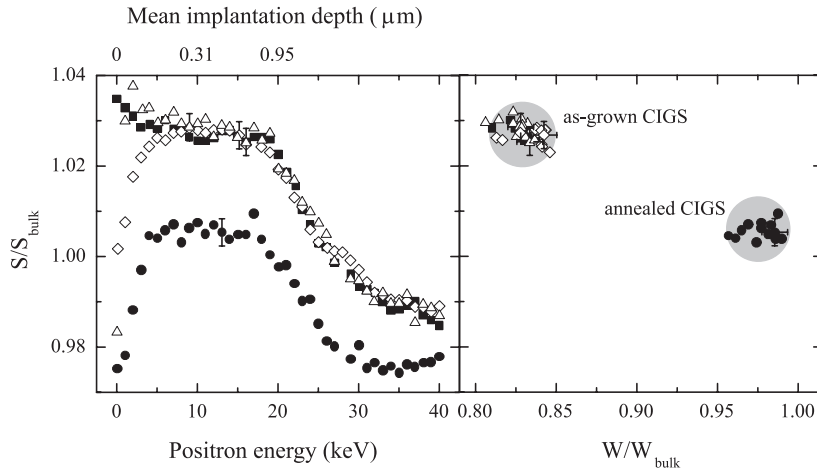 Mean implantation depth ( μm)
0 0.31 0.95
1.04
1.02
1.00
0.98
S/S_bulk
0 10 20 30 40
Positron energy (keV)
as-grown CIGS
annealed CIGS
0.80 0.85 0.90 0.95 1.00
W/W_bulk